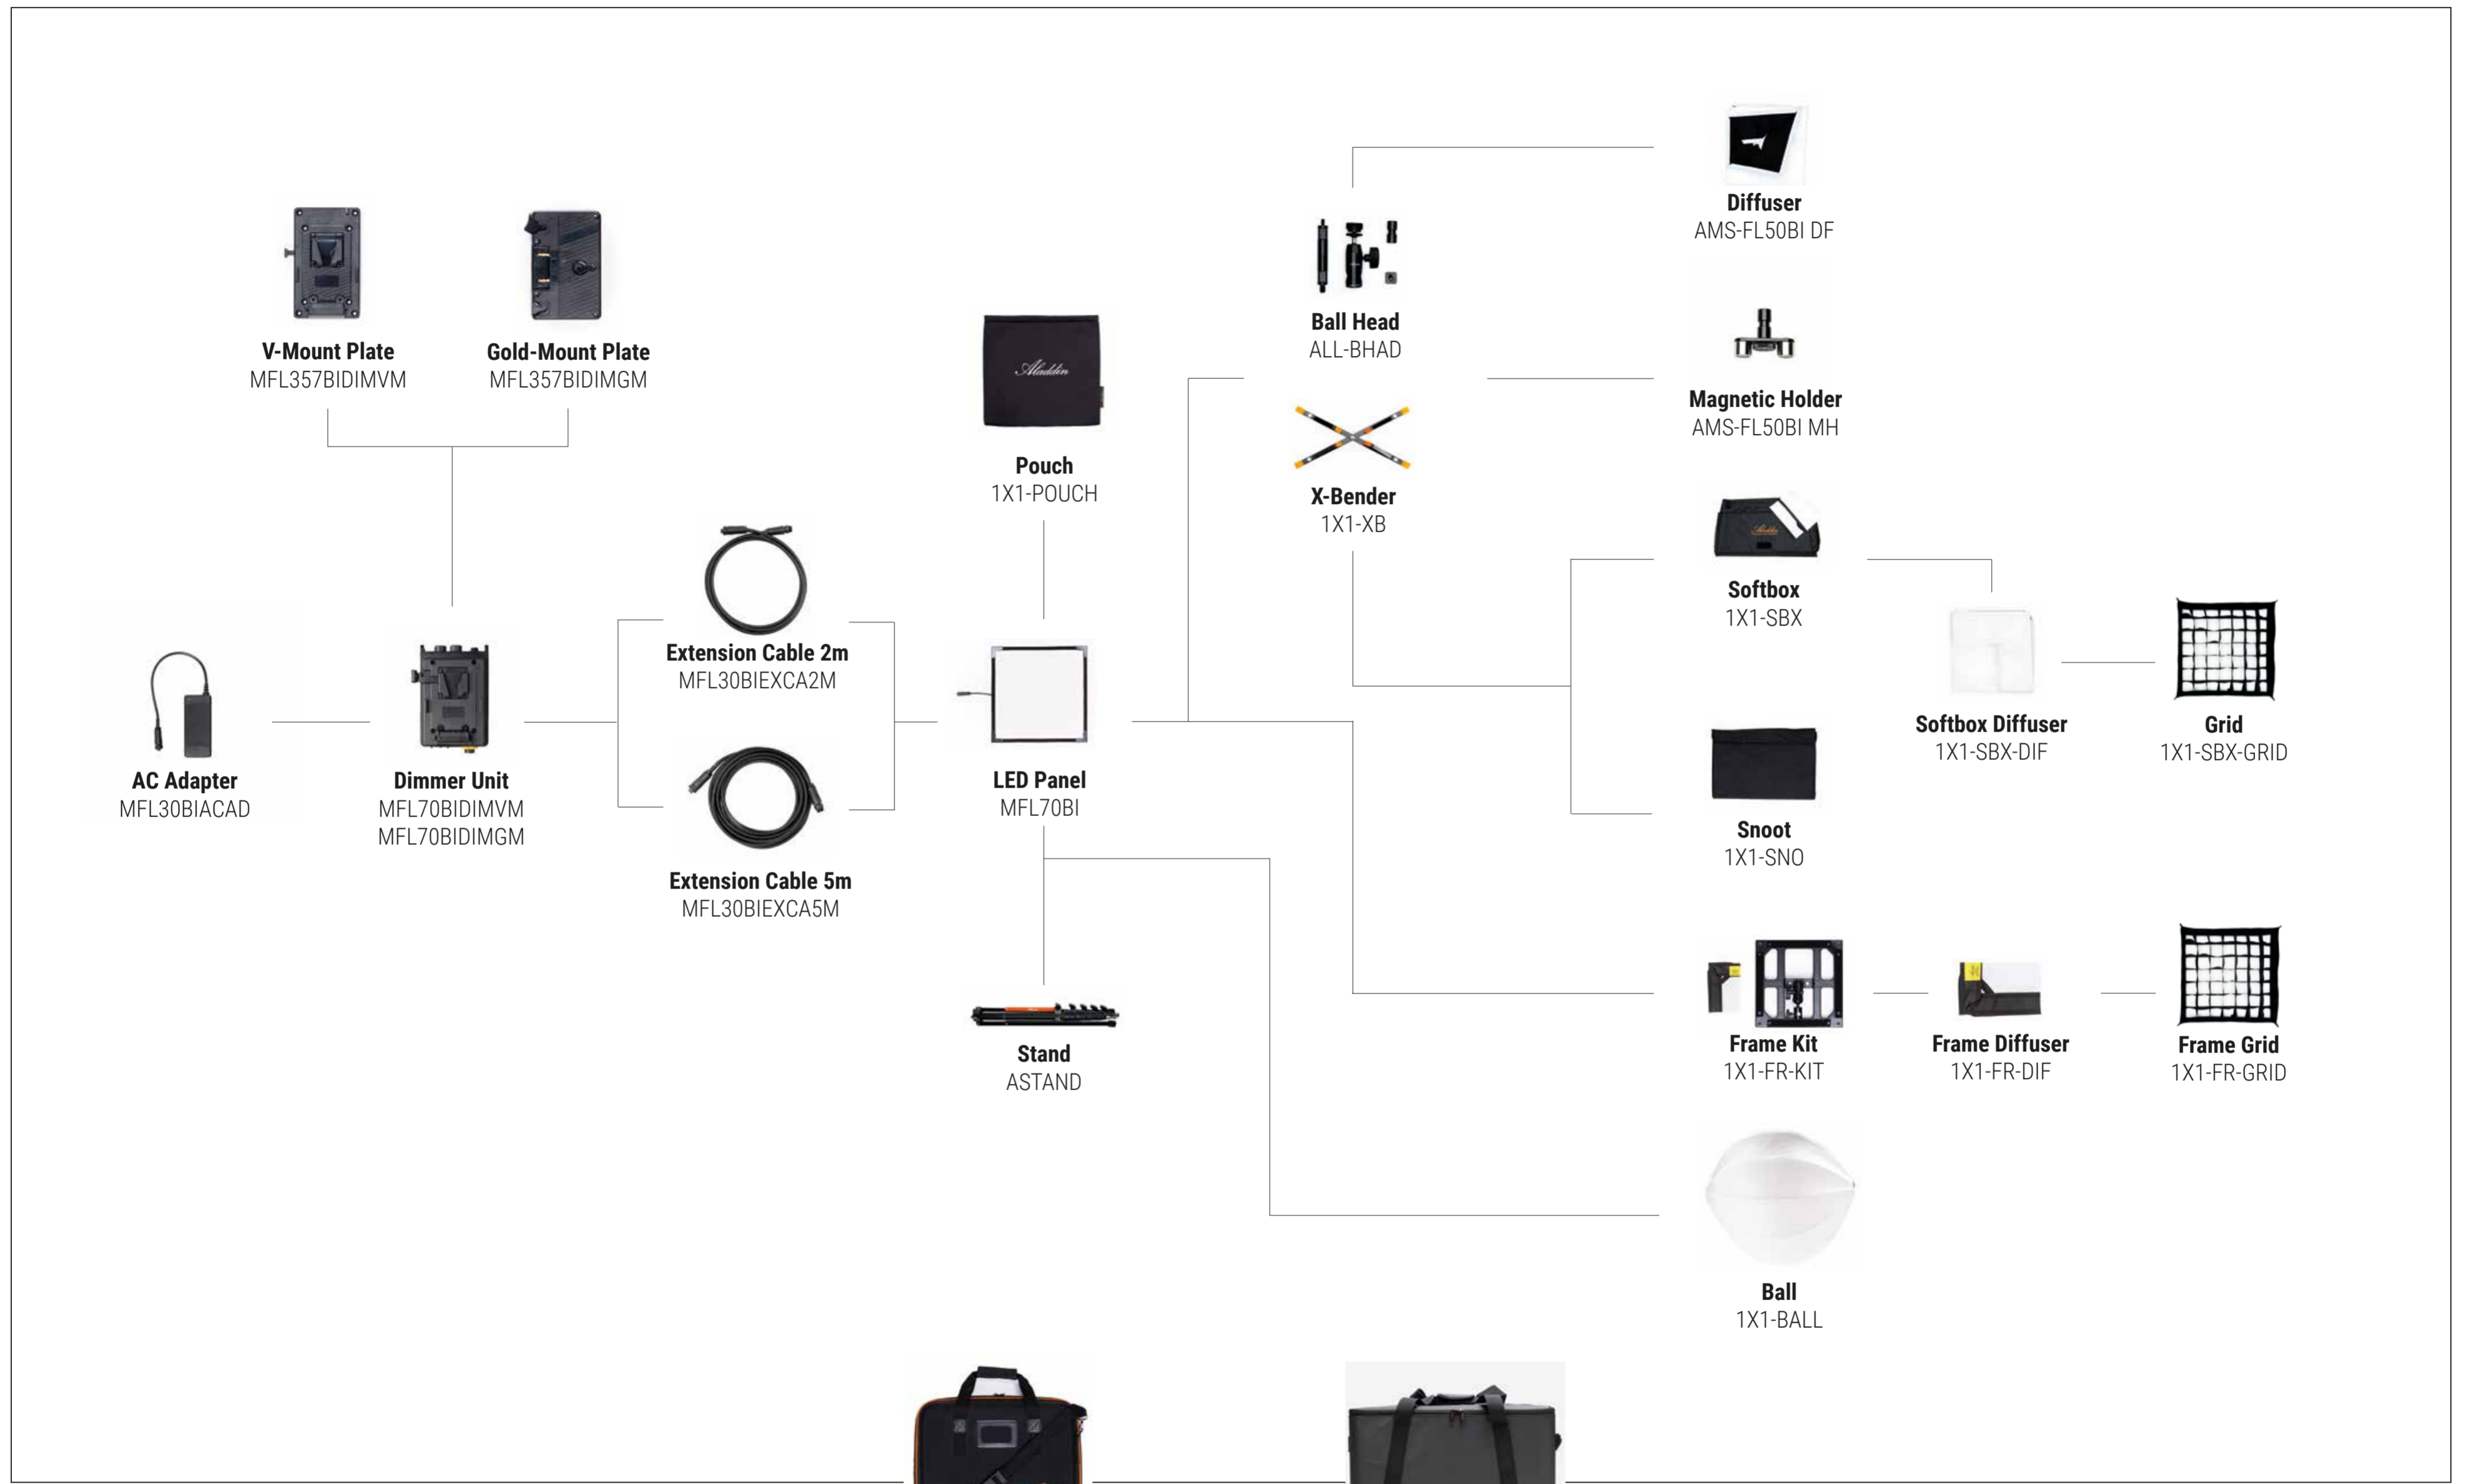 Diffuser
AMS-FL50BI DF
V-Mount Plate
MFL357BIDIMVM
Gold-Mount Plate
MFL357BIDIMGM
Ball Head
ALL-BHAD
Magnetic Holder
AMS-FL50BI MH
Aladdin
Pouch
1X1-POUCH
X-Bender
1X1-XB
Aladdin
Softbox
1X1-SBX
Extension Cable 2m
MFL30BIEXCA2M
Softbox Diffuser
1X1-SBX-DIF
Grid
1X1-SBX-GRID
AC Adapter
MFL30BIACAD
Dimmer Unit
MFL70BIDIMVM
MFL70BIDIMGM
LED Panel
MFL70BI
Snoot
1X1-SNO
Extension Cable 5m
MFL30BIEXCA5M
Stand
ASTAND
Frame Kit
1X1-FR-KIT
Frame Diffuser
1X1-FR-DIF
Frame Grid
1X1-FR-GRID
Ball
1X1-BALL